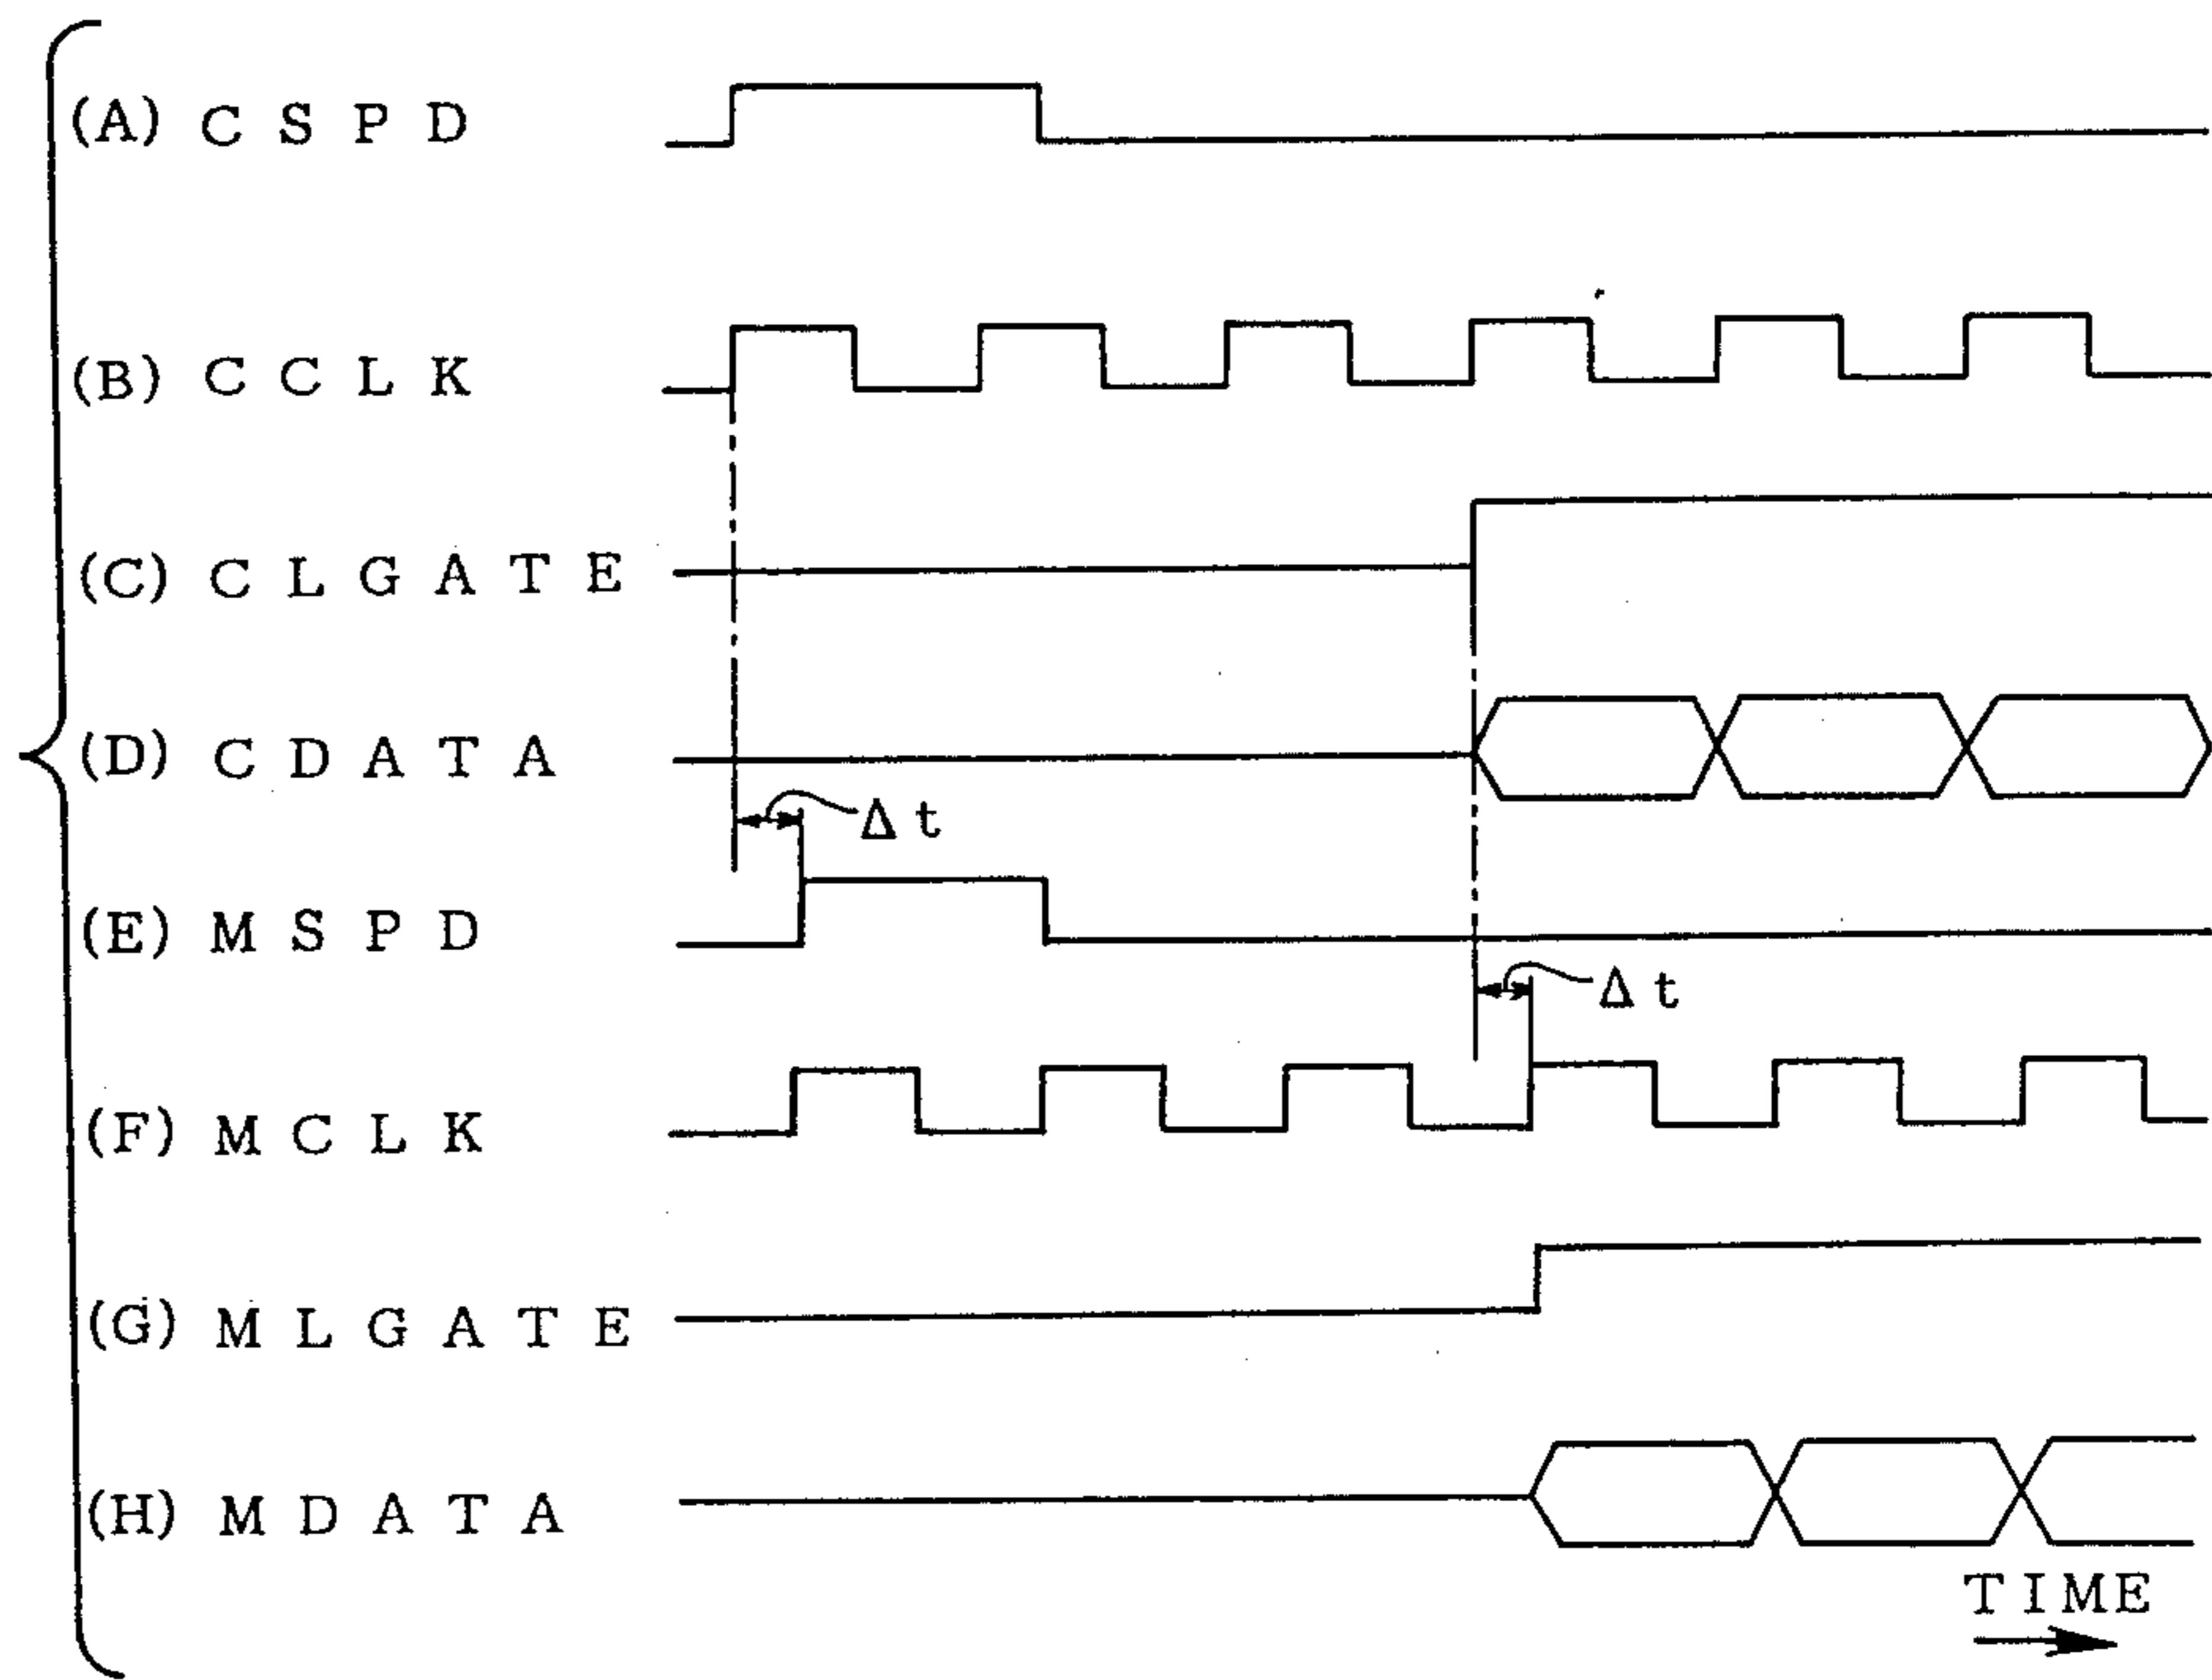 (A) CSPD
(B) CCLK
(C) CLGATE
(D) CDATA
Δt
(E) MSPD
Δt
(F) MCLK
(G) MLGATE
(H) MDATA
TIME